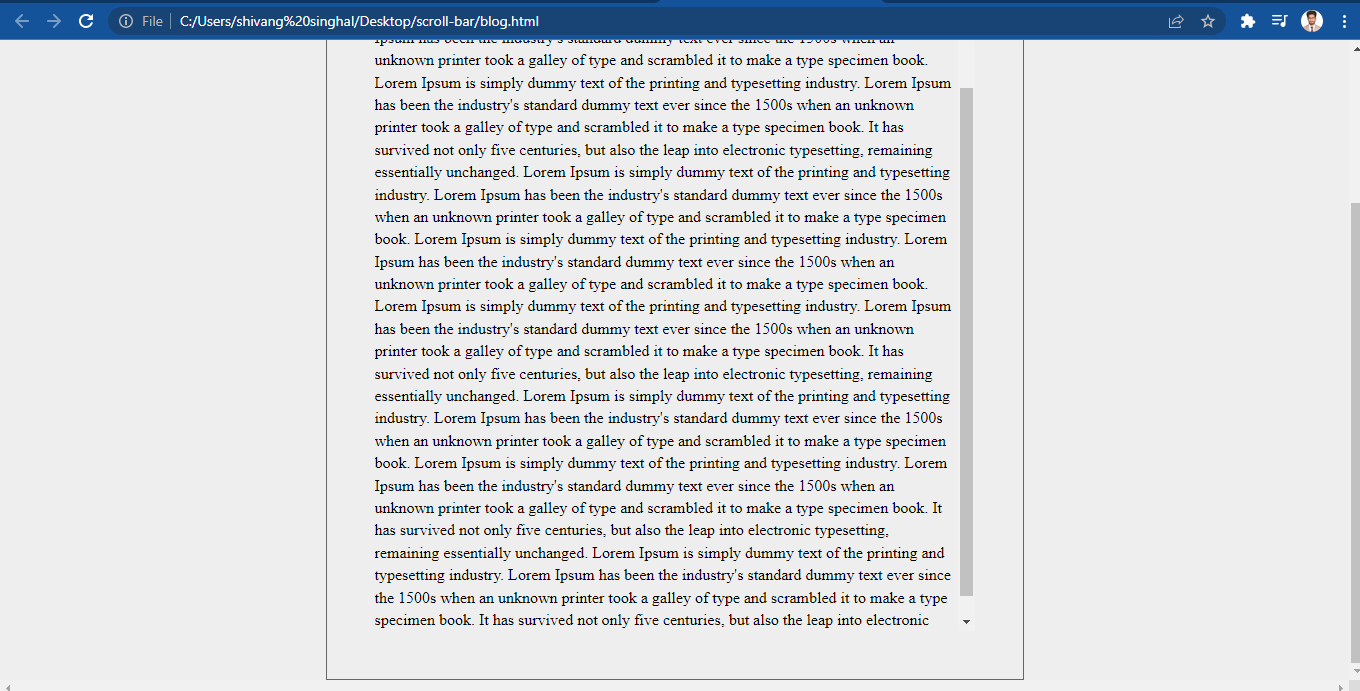 File
C:/Users/shivang%20singhal/Desktop/scroll-bar/blog.html
Ipsum has been the industry's standard dummy text ever since the 1500s when an
unknown printer took a galley of type and scrambled it to make a type specimen book.
Lorem Ipsum is simply dummy text of the printing and typesetting industry. Lorem Ipsum
has been the industry's standard dummy text ever since the 1500s when an unknown
printer took a galley of type and scrambled it to make a type specimen book. It has
survived not only five centuries, but also the leap into electronic typesetting, remaining
essentially unchanged. Lorem Ipsum is simply dummy text of the printing and typesetting
industry. Lorem Ipsum has been the industry's standard dummy text ever since the 1500s
when an unknown printer took a galley of type and scrambled it to make a type specimen
book. Lorem Ipsum is simply dummy text of the printing and typesetting industry. Lorem
Ipsum has been the industry's standard dummy text ever since the 1500s when an
unknown printer took a galley of type and scrambled it to make a type specimen book.
Lorem Ipsum is simply dummy text of the printing and typesetting industry. Lorem Ipsum
has been the industry's standard dummy text ever since the 1500s when an unknown
printer took a galley of type and scrambled it to make a type specimen book. It has
survived not only five centuries, but also the leap into electronic typesetting, remaining
essentially unchanged. Lorem Ipsum is simply dummy text of the printing and typesetting
industry. Lorem Ipsum has been the industry's standard dummy text ever since the 1500s
when an unknown printer took a galley of type and scrambled it to make a type specimen
book. Lorem Ipsum is simply dummy text of the printing and typesetting industry. Lorem
Ipsum has been the industry's standard dummy text ever since the 1500s when an
unknown printer took a galley of type and scrambled it to make a type specimen book. It
has survived not only five centuries, but also the leap into electronic typesetting,
remaining essentially unchanged. Lorem Ipsum is simply dummy text of the printing and
typesetting industry. Lorem Ipsum has been the industry's standard dummy text ever since
the 1500s when an unknown printer took a galley of type and scrambled it to make a type
specimen book. It has survived not only five centuries, but also the leap into electronic